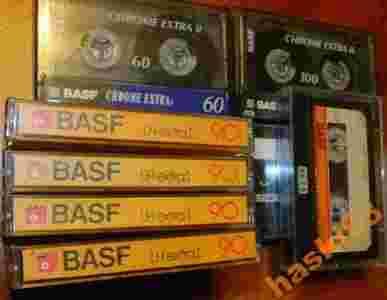 CHROME EXTRA II
60
BASF CHROME EXTRA II 60
CHROME EXTRA II
100
BASF
BASF 90
BASF 90
BASF 90
BASF 90